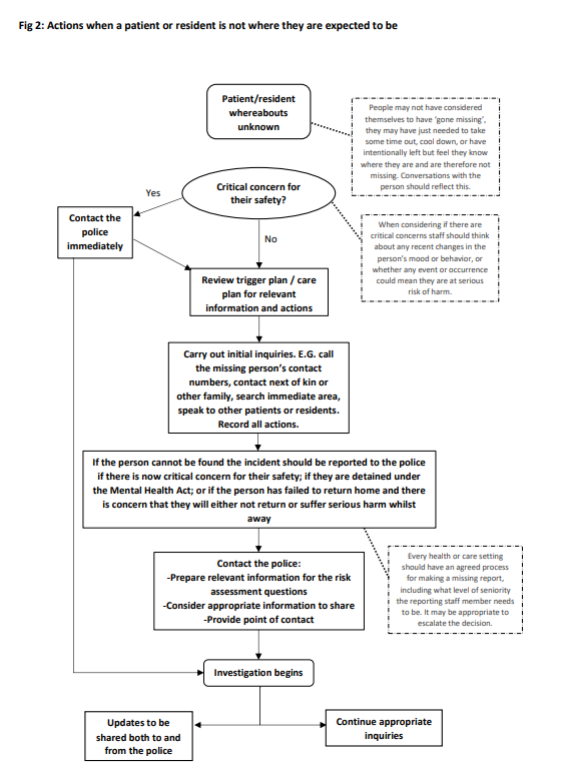 Fig 2: Actions when a patient or resident is not where they are expected to be
Patient/resident
whereabouts
unknown
People may not have considered
themselves to have 'gone missing',
they may have just needed to take
some time out, cool down, or have
intentionally left but feel they know
where they are and are therefore not
missing. Conversations with the
person should reflect this.
Critical concern for
their safety?
Yes
Contact the
police
immediately
No
When considering if there are
critical concerns staff should think
about any recent changes in the
person's mood or behavior, or
whether any event or occurrence
could mean they are at serious
risk of harm.
Review trigger plan / care
plan for relevant
information and actions
Carry out initial inquiries. E.G. call
the missing person's contact
numbers, contact next of kin or
other family, search immediate area,
speak to other patients or residents.
Record all actions.
If the person cannot be found the incident should be reported to the police
if there is now critical concern for their safety; if they are detained under
the Mental Health Act; or if the person has failed to return home and there
is concern that they will either not return or suffer serious harm whilst
away
Contact the police:
-Prepare relevant information for the risk
assessment questions
-Consider appropriate information to share
-Provide point of contact
Every health or care setting
should have an agreed process
for making a missing report,
including what level of seniority
the reporting staff member needs
to be. It may be appropriate to
escalate the decision.
Investigation begins
Updates to be
shared both to and
from the police
Continue appropriate
inquiries